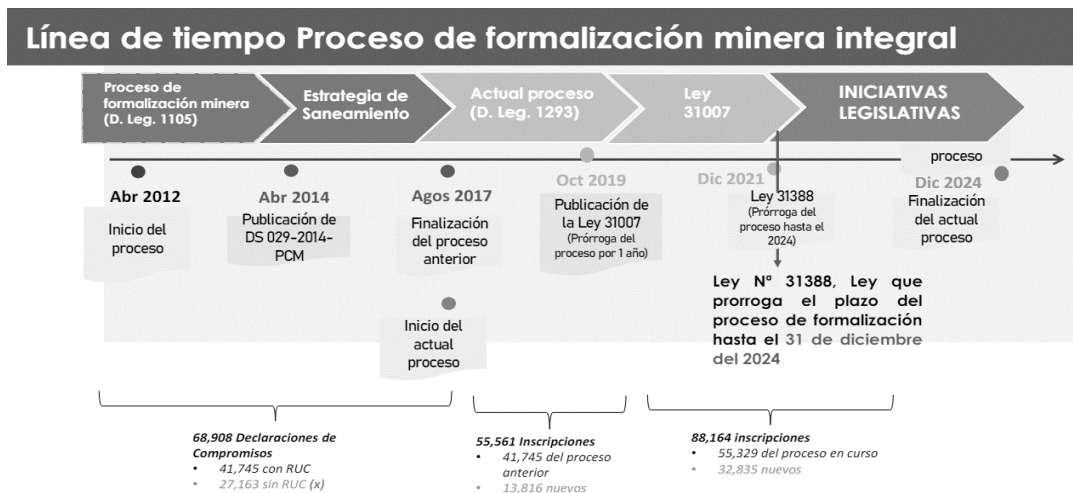 Línea de tiempo Proceso de formalización minera integral
Proceso de
formalización minera
(D. Leg. 1105)
Estrategia de
Saneamiento
Actual proceso
(D. Leg. 1293)
Ley
31007
INICIATIVAS
LEGISLATIVAS
Abr 2012
Inicio del
proceso
Abr 2014
Publicación de
DS 029-2014-
PCM
Agos 2017
Finalización
del proceso
anterior
Inicio del
actual
proceso
Oct 2019
Publicación de
la Ley 31007
(Prórroga del
proceso por 1 año)
Dic 2021
Ley 31388
(Prórroga del
proceso hasta el
2024)
proceso
Dic 2024
Finalización
del actual
proceso
Ley Nª 31388, Ley que
prorroga el plazo del
proceso de formalización
hasta el 31 de diciembre
del 2024
68,908 Declaraciones de
Compromisos
• 41,745 con RUC
• 27,163 sin RUC (x)
55,561 Inscripciones
• 41,745 del proceso
anterior
• 13,816 nuevos
88,164 inscripciones
• 55,329 del proceso en curso
• 32,835 nuevos